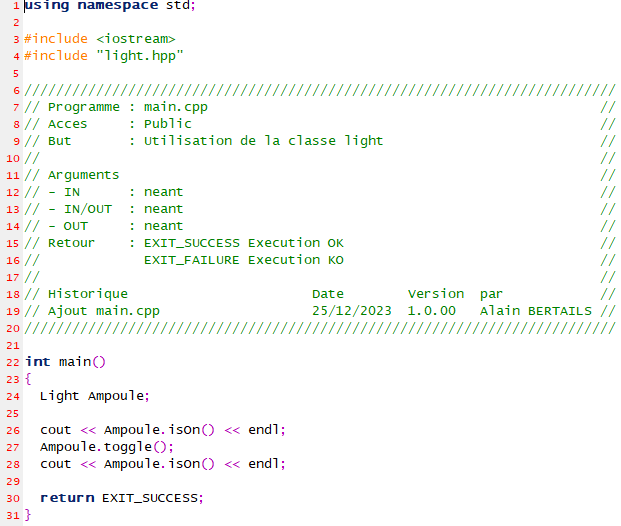 1 using namespace std;
2
3 #include <iostream>
4 #include "light.hpp"
5
6 //////////////////////////////////////////////////////////////////////////
7 // Programme : main.cpp                                                 //
8 // Acces     : Public                                                   //
9 // But       : Utilisation de la classe light                           //
10 //                                                                      //
11 // Arguments                                                            //
12 // - IN      : neant                                                    //
13 // - IN/OUT  : neant                                                    //
14 // - OUT     : neant                                                    //
15 // Retour    : EXIT_SUCCESS Execution OK                                //
16 //             EXIT_FAILURE Execution KO                                //
17 //                                                                      //
18 // Historique                       Date        Version  par            //
19 // Ajout main.cpp                   25/12/2023  1.0.00   Alain BERTAILS //
20 //////////////////////////////////////////////////////////////////////////
21
22 int main()
23 {
24   Light Ampoule;
25
26   cout << Ampoule.isOn() << endl;
27   Ampoule.toggle();
28   cout << Ampoule.isOn() << endl;
29
30   return EXIT_SUCCESS;
31 }